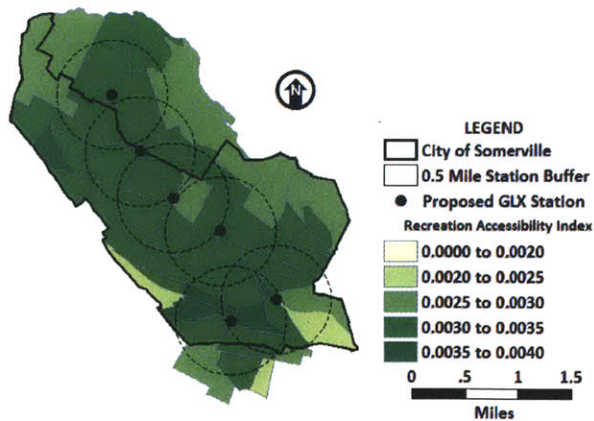 N
LEGEND
City of Somerville
0.5 Mile Station Buffer
Proposed GLX Station
Recreation Accessibility Index
0.0000 to 0.0020
0.0020 to 0.0025
0.0025 to 0.0030
0.0030 to 0.0035
0.0035 to 0.0040
0 .5 1 1.5
Miles